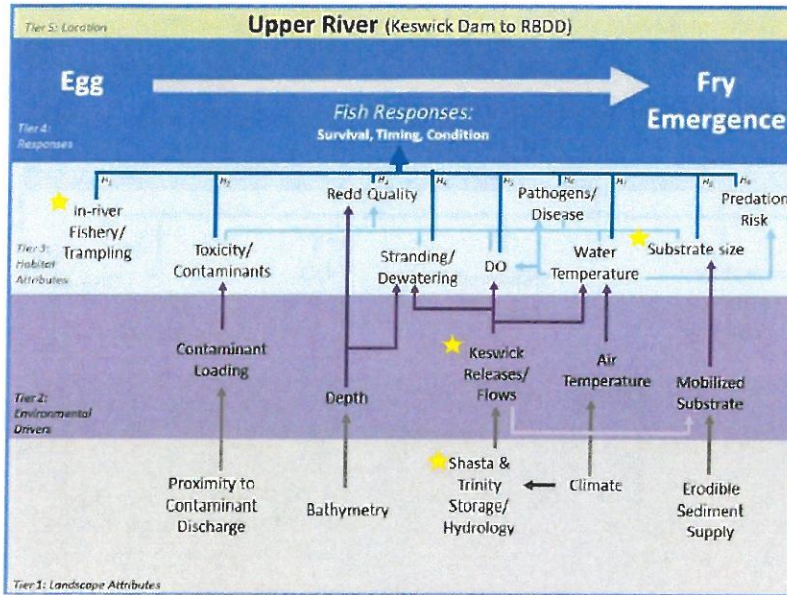 Tier 5: Location
Upper River (Keswick Dam to RBDD)
Egg
Fry
Emergence
Fish Responses:
Survival, Timing, Condition
Tier 4:
Responses
H1
H2
H3
H4
H5
H6
H7
H8
H9
In-river
Fishery/
Trampling
Toxicity/
Contaminants
Redd Quality
Stranding/
Dewatering
DO
Pathogens/
Disease
Water
Temperature
Substrate size
Predation
Risk
Tier 3:
Habitat
Attributes
Contaminant
Loading
Depth
Keswick
Releases/
Flows
Air
Temperature
Mobilized
Substrate
Tier 2:
Environmental
Drivers
Proximity to
Contaminant
Discharge
Bathymetry
Shasta &
Trinity
Storage/
Hydrology
Climate
Erodible
Sediment
Supply
Tier 1: Landscape Attributes